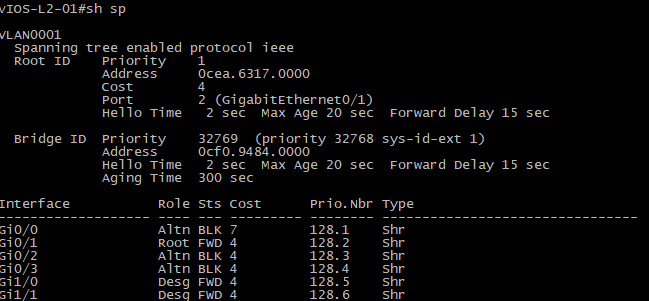 vIOS-L2-01#sh sp
VLAN0001
Spanning tree enabled protocol ieee
Root ID Priority 1
Address 0cea.6317.0000
Cost 4
Port 2 (GigabitEthernet0/1)
Hello Time 2 sec Max Age 20 sec Forward Delay 15 sec
Bridge ID Priority 32769 (priority 32768 sys-id-ext 1)
Address 0cf0.9484.0000
Hello Time 2 sec Max Age 20 sec Forward Delay 15 sec
Aging Time 300 sec
Interface Role Sts Cost Prio.Nbr Type
------------------- ---- --- --------- -------- --------------------------------
Gi0/0 Altn BLK 7 128.1 Shr
Gi0/1 Root FWD 4 128.2 Shr
Gi0/2 Altn BLK 4 128.3 Shr
Gi0/3 Altn BLK 4 128.4 Shr
Gi1/0 Desg FWD 4 128.5 Shr
Gi1/1 Desg FWD 4 128.6 Shr